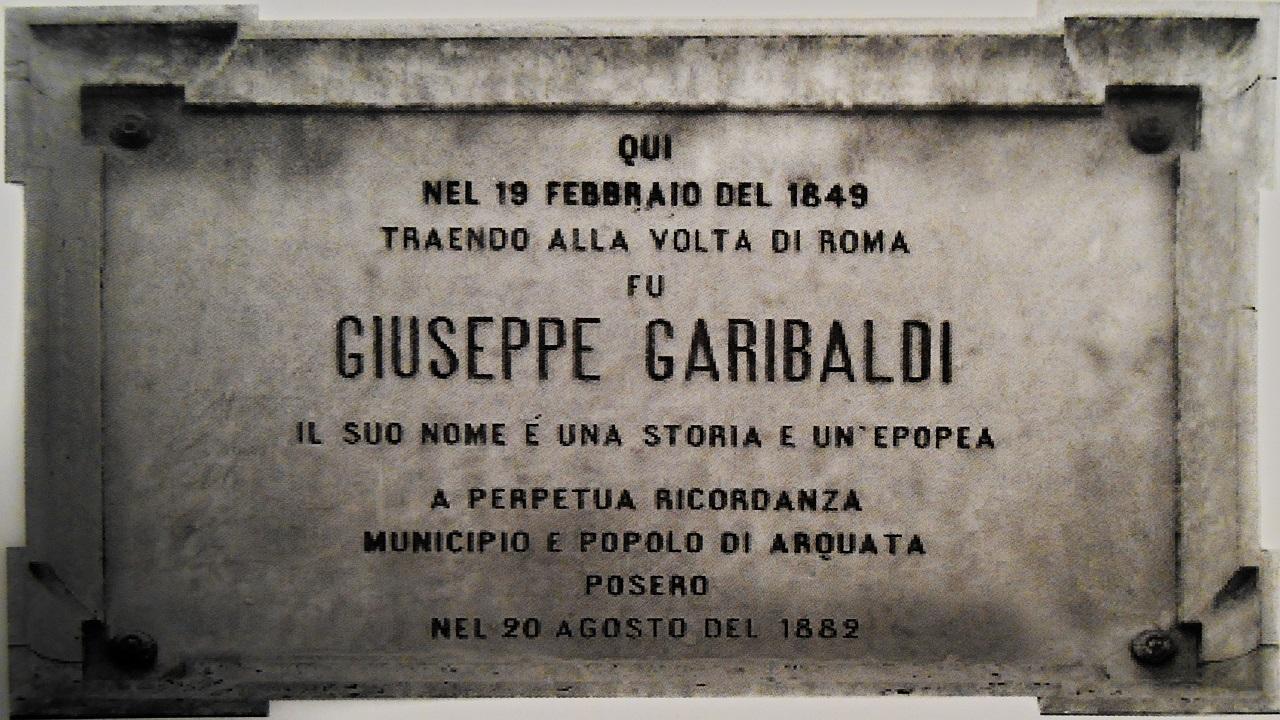 QUI
NEL 19 FEBBRAIO DEL 1849
TRAENDO ALLA VOLTA DI ROMA
FU
GIUSEPPE GARIBALDI
IL SUO NOME É UNA STORIA E UN'EPOPEA
A PERPETUA RICORDANZA
MUNICIPIO E POPOLO DI ARQUATA
POSERO
NEL 20 AGOSTO DEL 1882